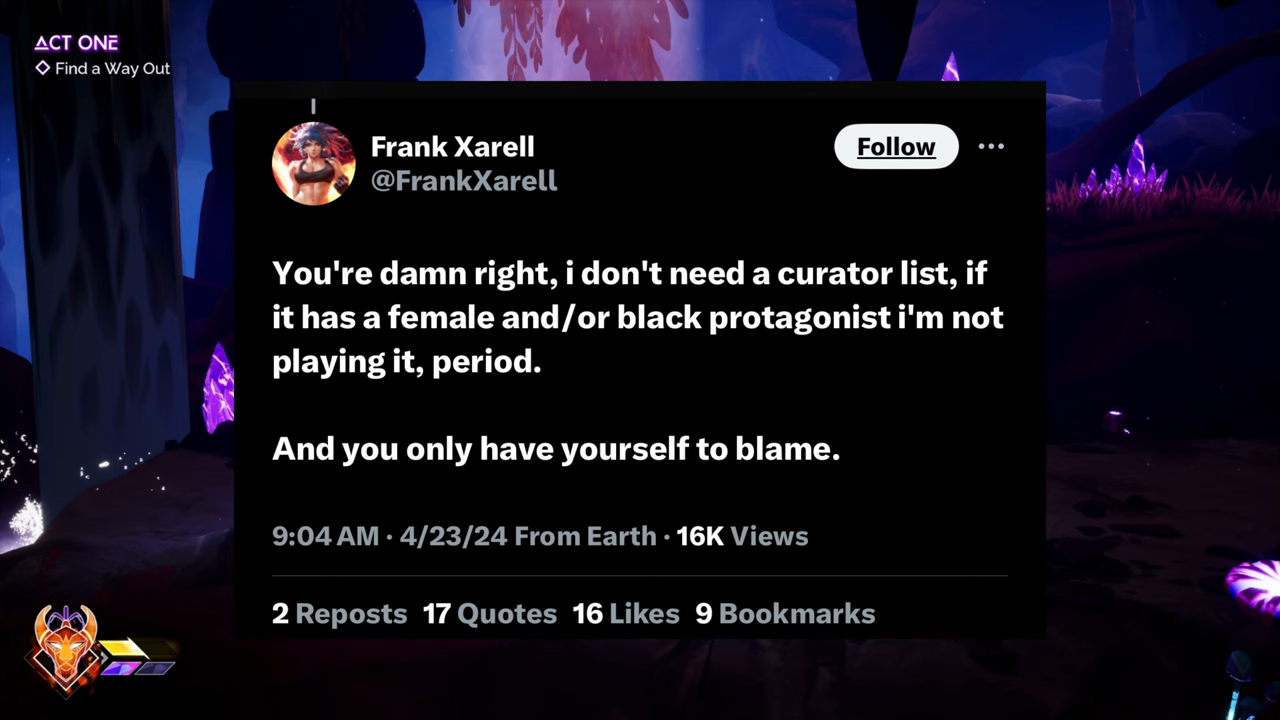 ACT ONE
Find a Way Out
Frank Xarell
@FrankXarell
Follow
You're damn right, i don't need a curator list, if
it has a female and/or black protagonist i'm not
playing it, period.
And you only have yourself to blame.
9:04 AM · 4/23/24 From Earth · 16K Views
2 Reposts 17 Quotes 16 Likes 9 Bookmarks